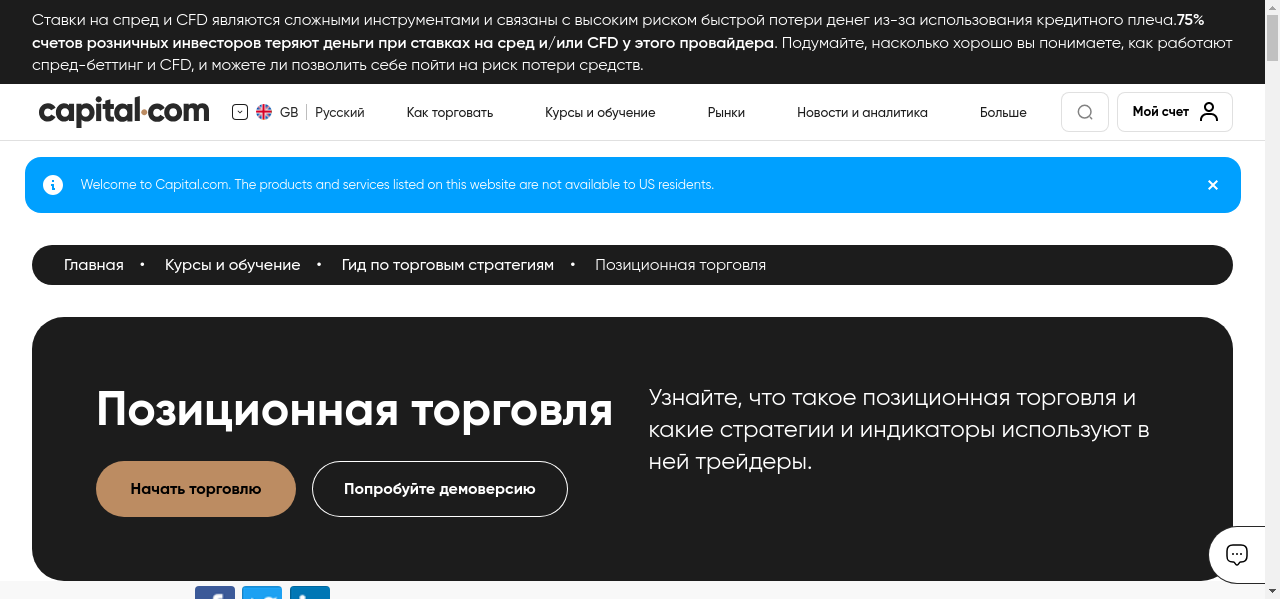 Ставки на спред и CFD являются сложными инструментами и связаны с высоким риском быстрой потери денег из-за использования кредитного плеча.75%
счетов розничных инвесторов теряют деньги при ставках на сред и/или CFD у этого провайдера. Подумайте, насколько хорошо вы понимаете, как работают
спред-беттинг и CFD, и можете ли позволить себе пойти на риск потери средств.
capital.com GB Русский Как торговать Курсы и обучение Рынки Новости и аналитика Больше Мой счет
Welcome to Capital.com. The products and services listed on this website are not available to US residents.
Главная • Курсы и обучение • Гид по торговым стратегиям • Позиционная торговля
Позиционная торговля
Начать торговлю Попробуйте демоверсию
Узнайте, что такое позиционная торговля и
какие стратегии и индикаторы используют в
ней трейдеры.